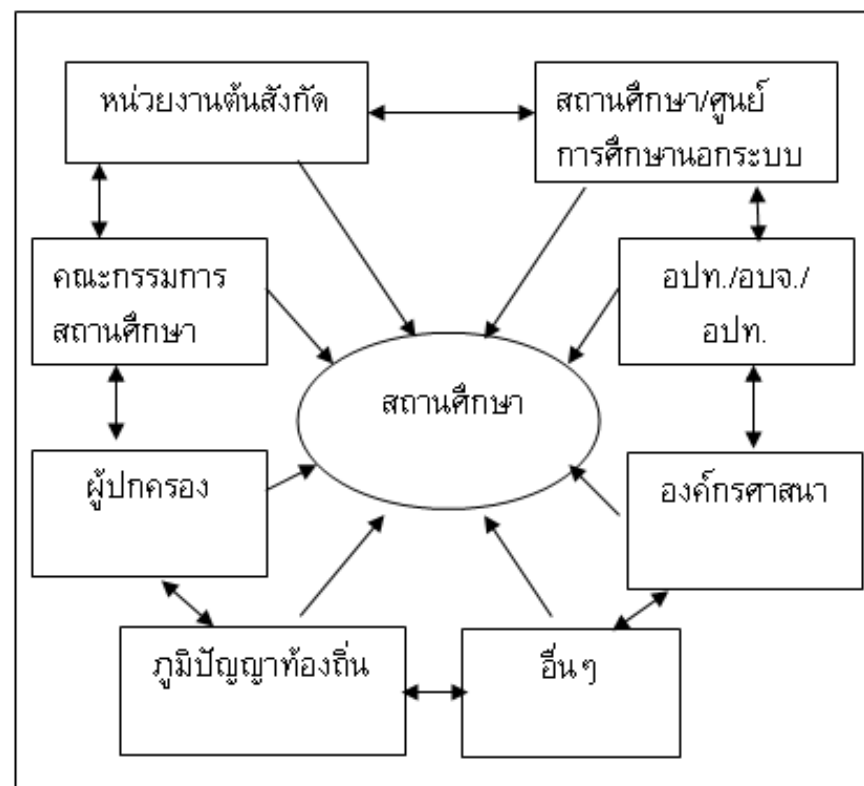 หน่วยงานต้นสังกัด
สถานศึกษา/ศูนย์
การศึกษานอกระบบ
คณะกรรมการ
สถานศึกษา
อปท./อบจ./
อปท.
สถานศึกษา
ผู้ปกครอง
องค์กรศาสนา
ภูมิปัญญาท้องถิ่น
อื่นๆ